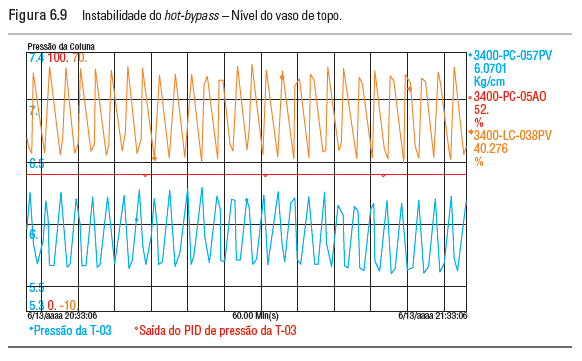 Figura 6.9 Instabilidade do hot-bypass – Nível do vaso de topo.
Pressão da Coluna
7.4 100. 70.
7.
6.5
6.
5.5
5.3 0. -10.
6/13/aaaa 20:33:06 60.00 Min(s) 6/13/aaaa 21:33:06
Pressão da T-03 Saída do PID de pressão da T-03
3400-PC-057PV
6.0701
Kg/cm
3400-PC-05AO
52.
%
3400-LC-038PV
40.276
%